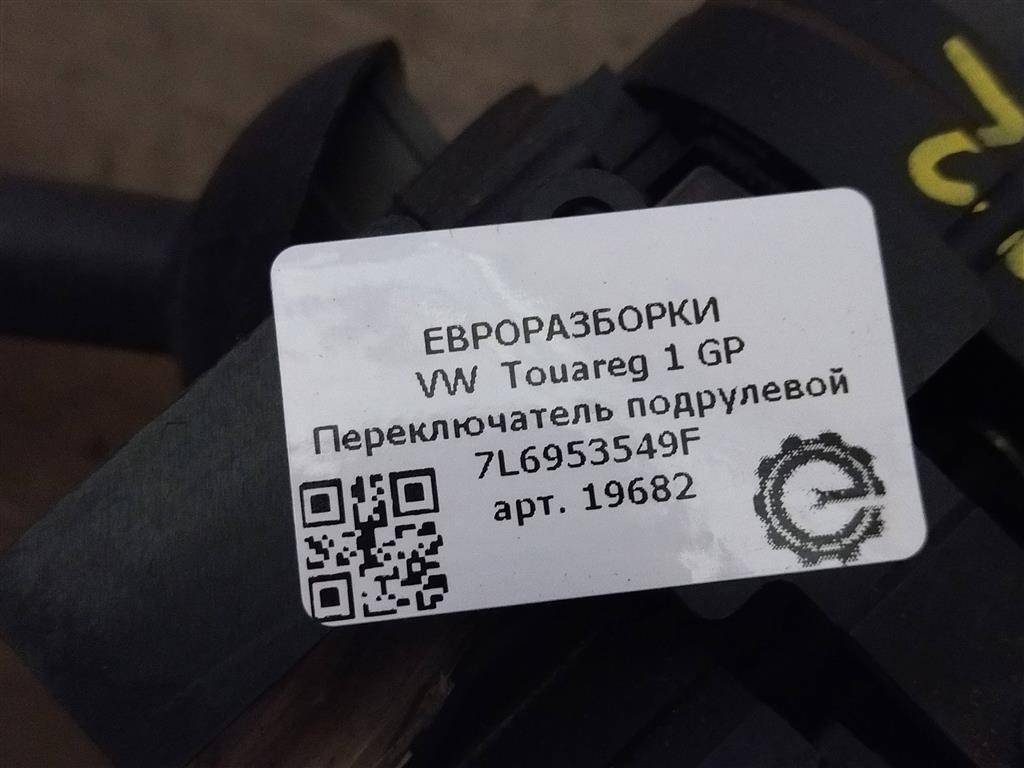 ЕВРОРАЗБОРКИ
VW Touareg 1 GP
Переключатель подрулевой
7L6953549F
арт. 19682